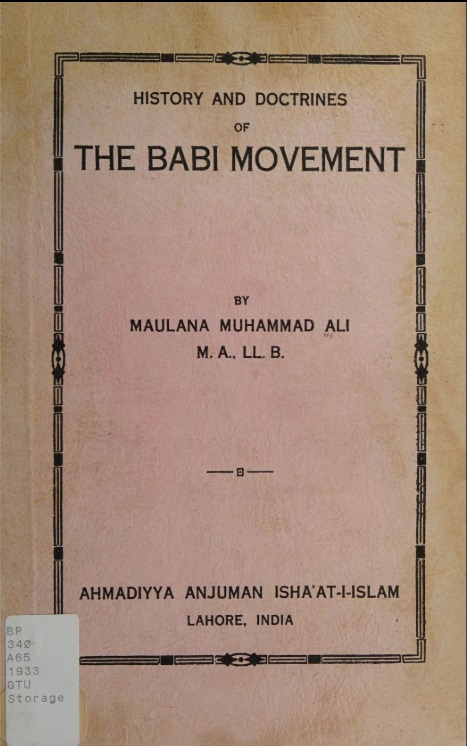 HISTORY AND DOCTRINES
OF
THE BABI MOVEMENT
BY
MAULANA MUHAMMAD ALI
M. A., LL. B.
AHMADIYYA ANJUMAN ISHA'AT-I-ISLAM
LAHORE, INDIA
BP
340
A65
1933
GTU
Storage